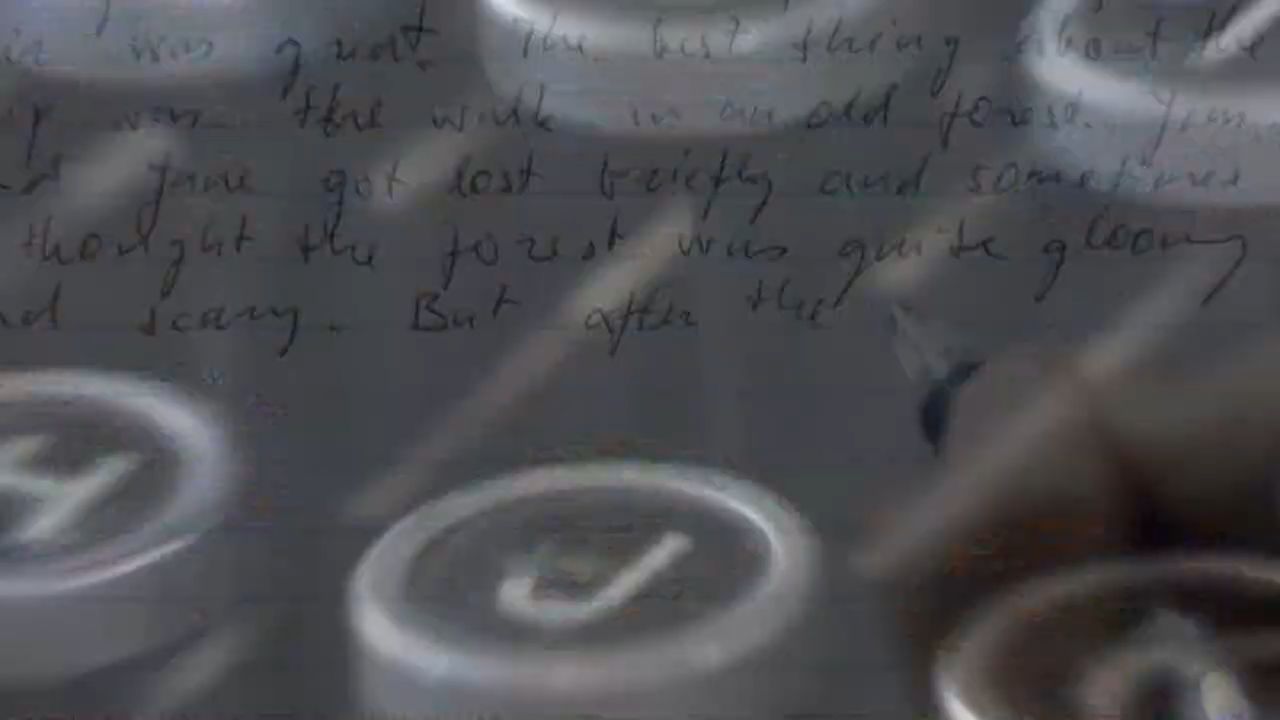 was great. The best thing about the
was the walk in an old forest.
Jane got lost briefly and sometimes
thought the forest was quite gloomy
and scary. But after the
H
J